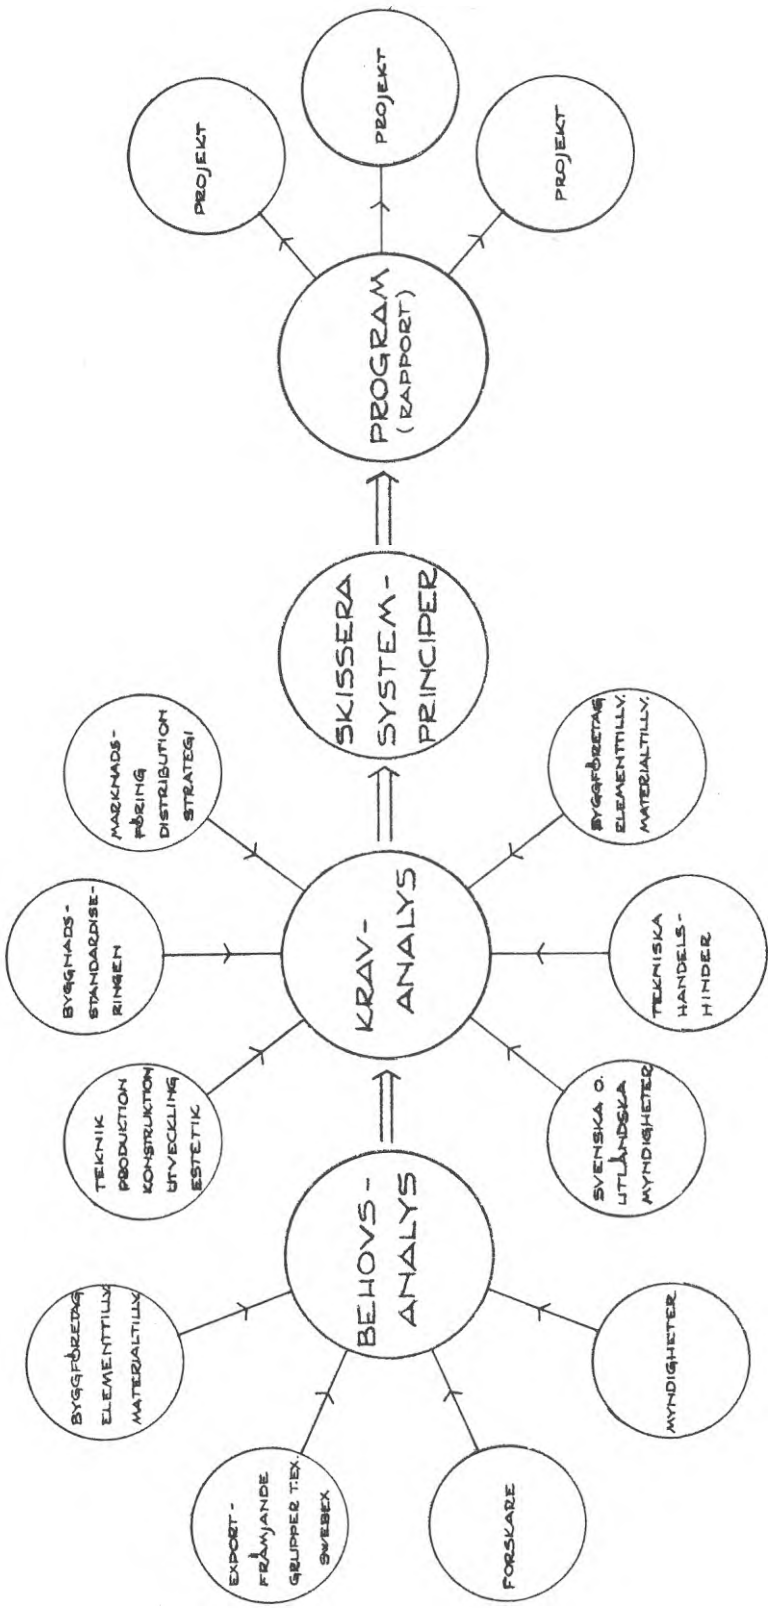 BYGGFÖRETAG
ELEMENTTILLV.
MATERIALTILLV.
EXPORT-
FRÄMJANDE
GRUPPER T.EX.
SWEBEX
FORSKARE
MYNDIGHETER
BEHOVS-
ANALYS
TEKNIK
PRODUKTION
KONSTRUKTION
UTVECKLING
ESTETIK
BYGGNADS-
STANDARDISE-
RINGEN
MARKNADS-
FÖRING
DISTRIBUTION
STRATEGI
KRAV-
ANALYS
SVENSKA O.
UTLÄNDSKA
MYNDIGHETER
TEKNISKA
HANDELS-
HINDER
BYGGFÖRETAG
ELEMENTTILLV.
MATERIALTILLV.
SKISSERA
SYSTEM-
PRINCIPER
PROGRAM
(RAPPORT)
PROJEKT
PROJEKT
PROJEKT